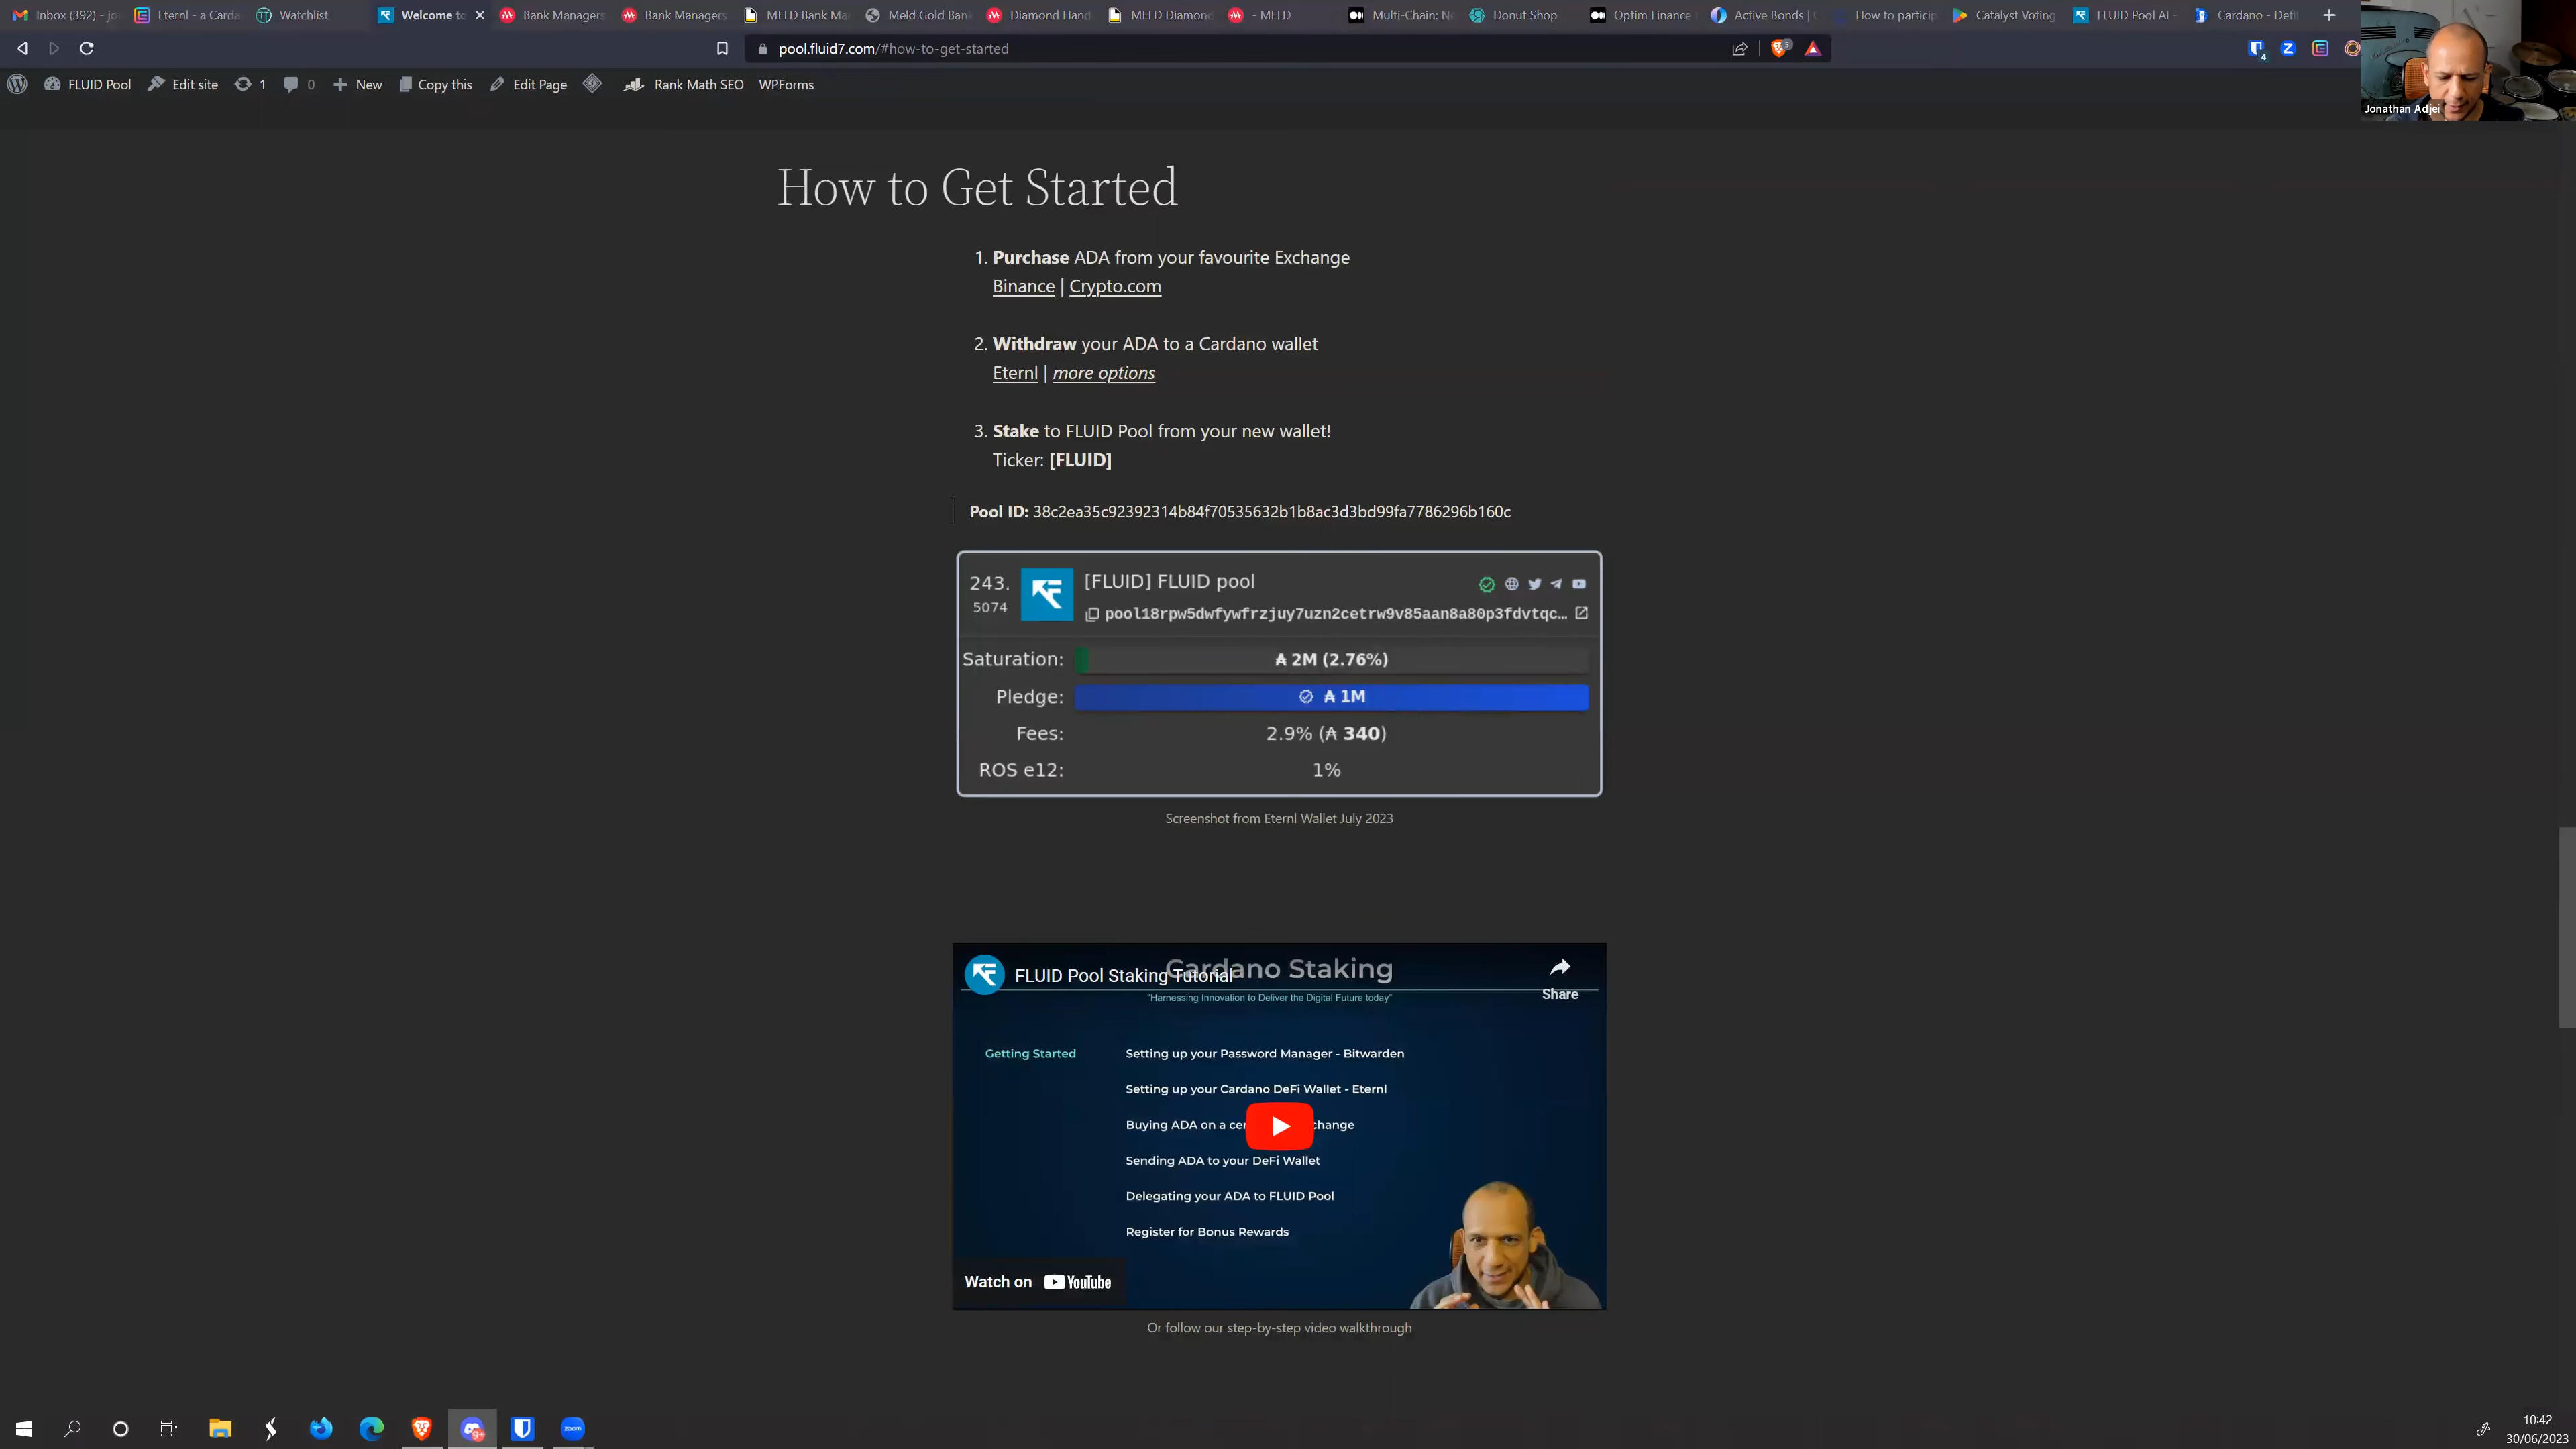 Inbox (392) - jo
Eternl - a Carda
Watchlist
Welcome to
Bank Managers
Bank Managers
MELD Bank Ma
Meld Gold Ban
Diamond Hand
MELD Diamond
- MELD
Multi-Chain: Ne
Donut Shop
Optim Finance
Active Bonds |
How to particip
Catalyst Voting
FLUID Pool AI
Cardano - Defil
pool.fluid7.com/#how-to-get-started
5
4
FLUID Pool
Edit site
1
0
New
Copy this
Edit Page
Rank Math SEO
WPForms
Jonathan Adjei
How to Get Started
1. Purchase ADA from your favourite Exchange
Binance | Crypto.com
2. Withdraw your ADA to a Cardano wallet
Eternl | more options
3. Stake to FLUID Pool from your new wallet!
Ticker: [FLUID]
Pool ID: 38c2ea35c92392314b84f70535632b1b8ac3d3bd99fa7786296b160c
243.
5074
[FLUID] FLUID pool
pool18rpw5dwfywfrzjuy7uzn2cetrw9v85aan8a80p3fdvtqc...
Saturation: ₳ 2M (2.76%)
Pledge: ₳ 1M
Fees: 2.9% (₳ 340)
ROS e12: 1%
Screenshot from Eternl Wallet July 2023
Cardano Staking
FLUID Pool Staking Tutorial
Share
"Harnessing Innovation to Deliver the Digital Future today"
Getting Started
Setting up your Password Manager - Bitwarden
Setting up your Cardano DeFi Wallet - Eternl
Buying ADA on a cen change
Sending ADA to your DeFi Wallet
Delegating your ADA to FLUID Pool
Register for Bonus Rewards
Watch on YouTube
Or follow our step-by-step video walkthrough
zoom
9+
10:42
30/06/2023